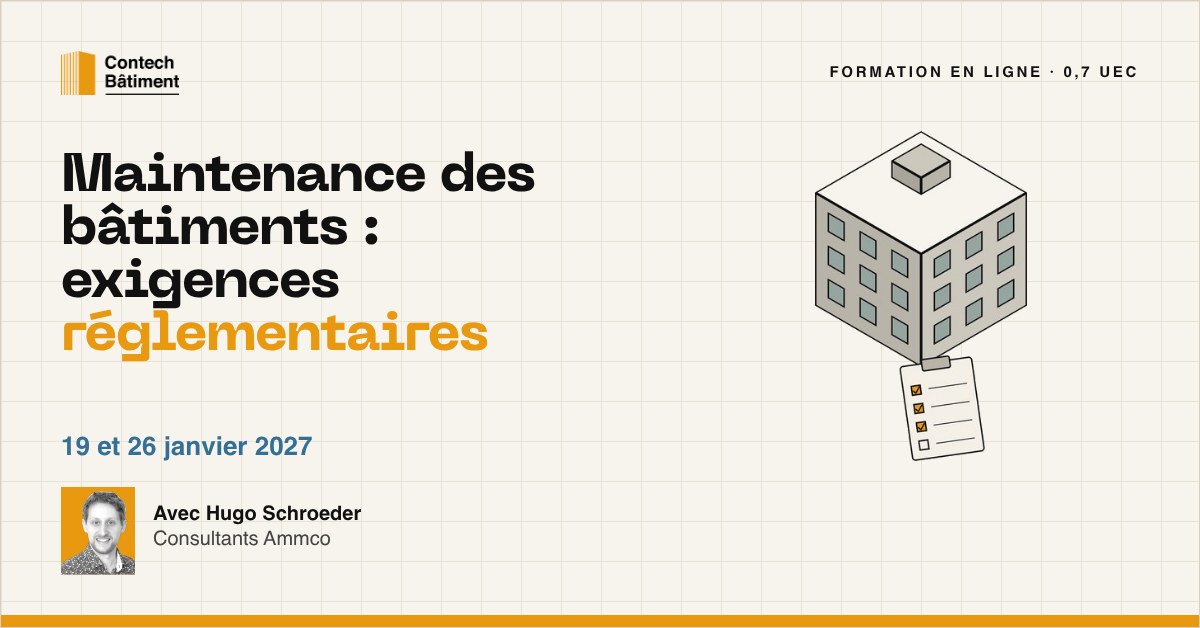 Contech
Bâtiment
FORMATION EN LIGNE · 0,7 UEC
Maintenance des
bâtiments :
exigences
réglementaires
19 et 26 janvier 2027
Avec Hugo Schroeder
Consultants Ammco